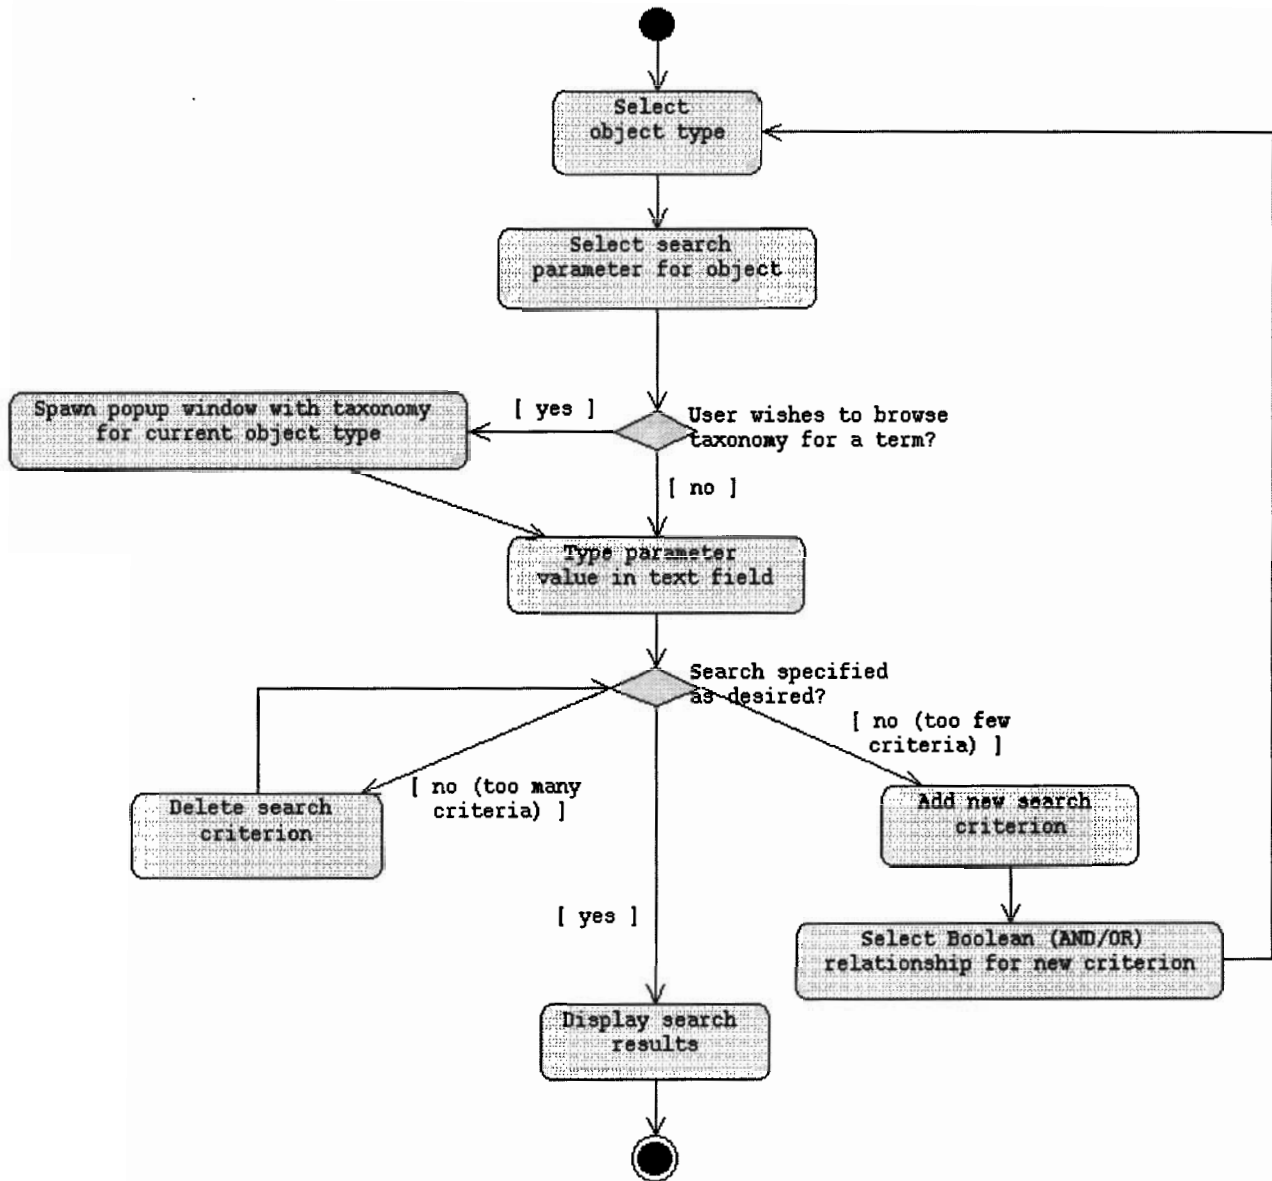 Select
object type
Select search
parameter for object
Spawn popup window with taxonomy
for current object type
[ yes ]
User wishes to browse
taxonomy for a term?
[ no ]
Type parameter
value in text field
Search specified
as desired?
[ no (too few
criteria) ]
[ no (too many
criteria) ]
Delete search
criterion
Add new search
criterion
[ yes ]
Select Boolean (AND/OR)
relationship for new criterion
Display search
results